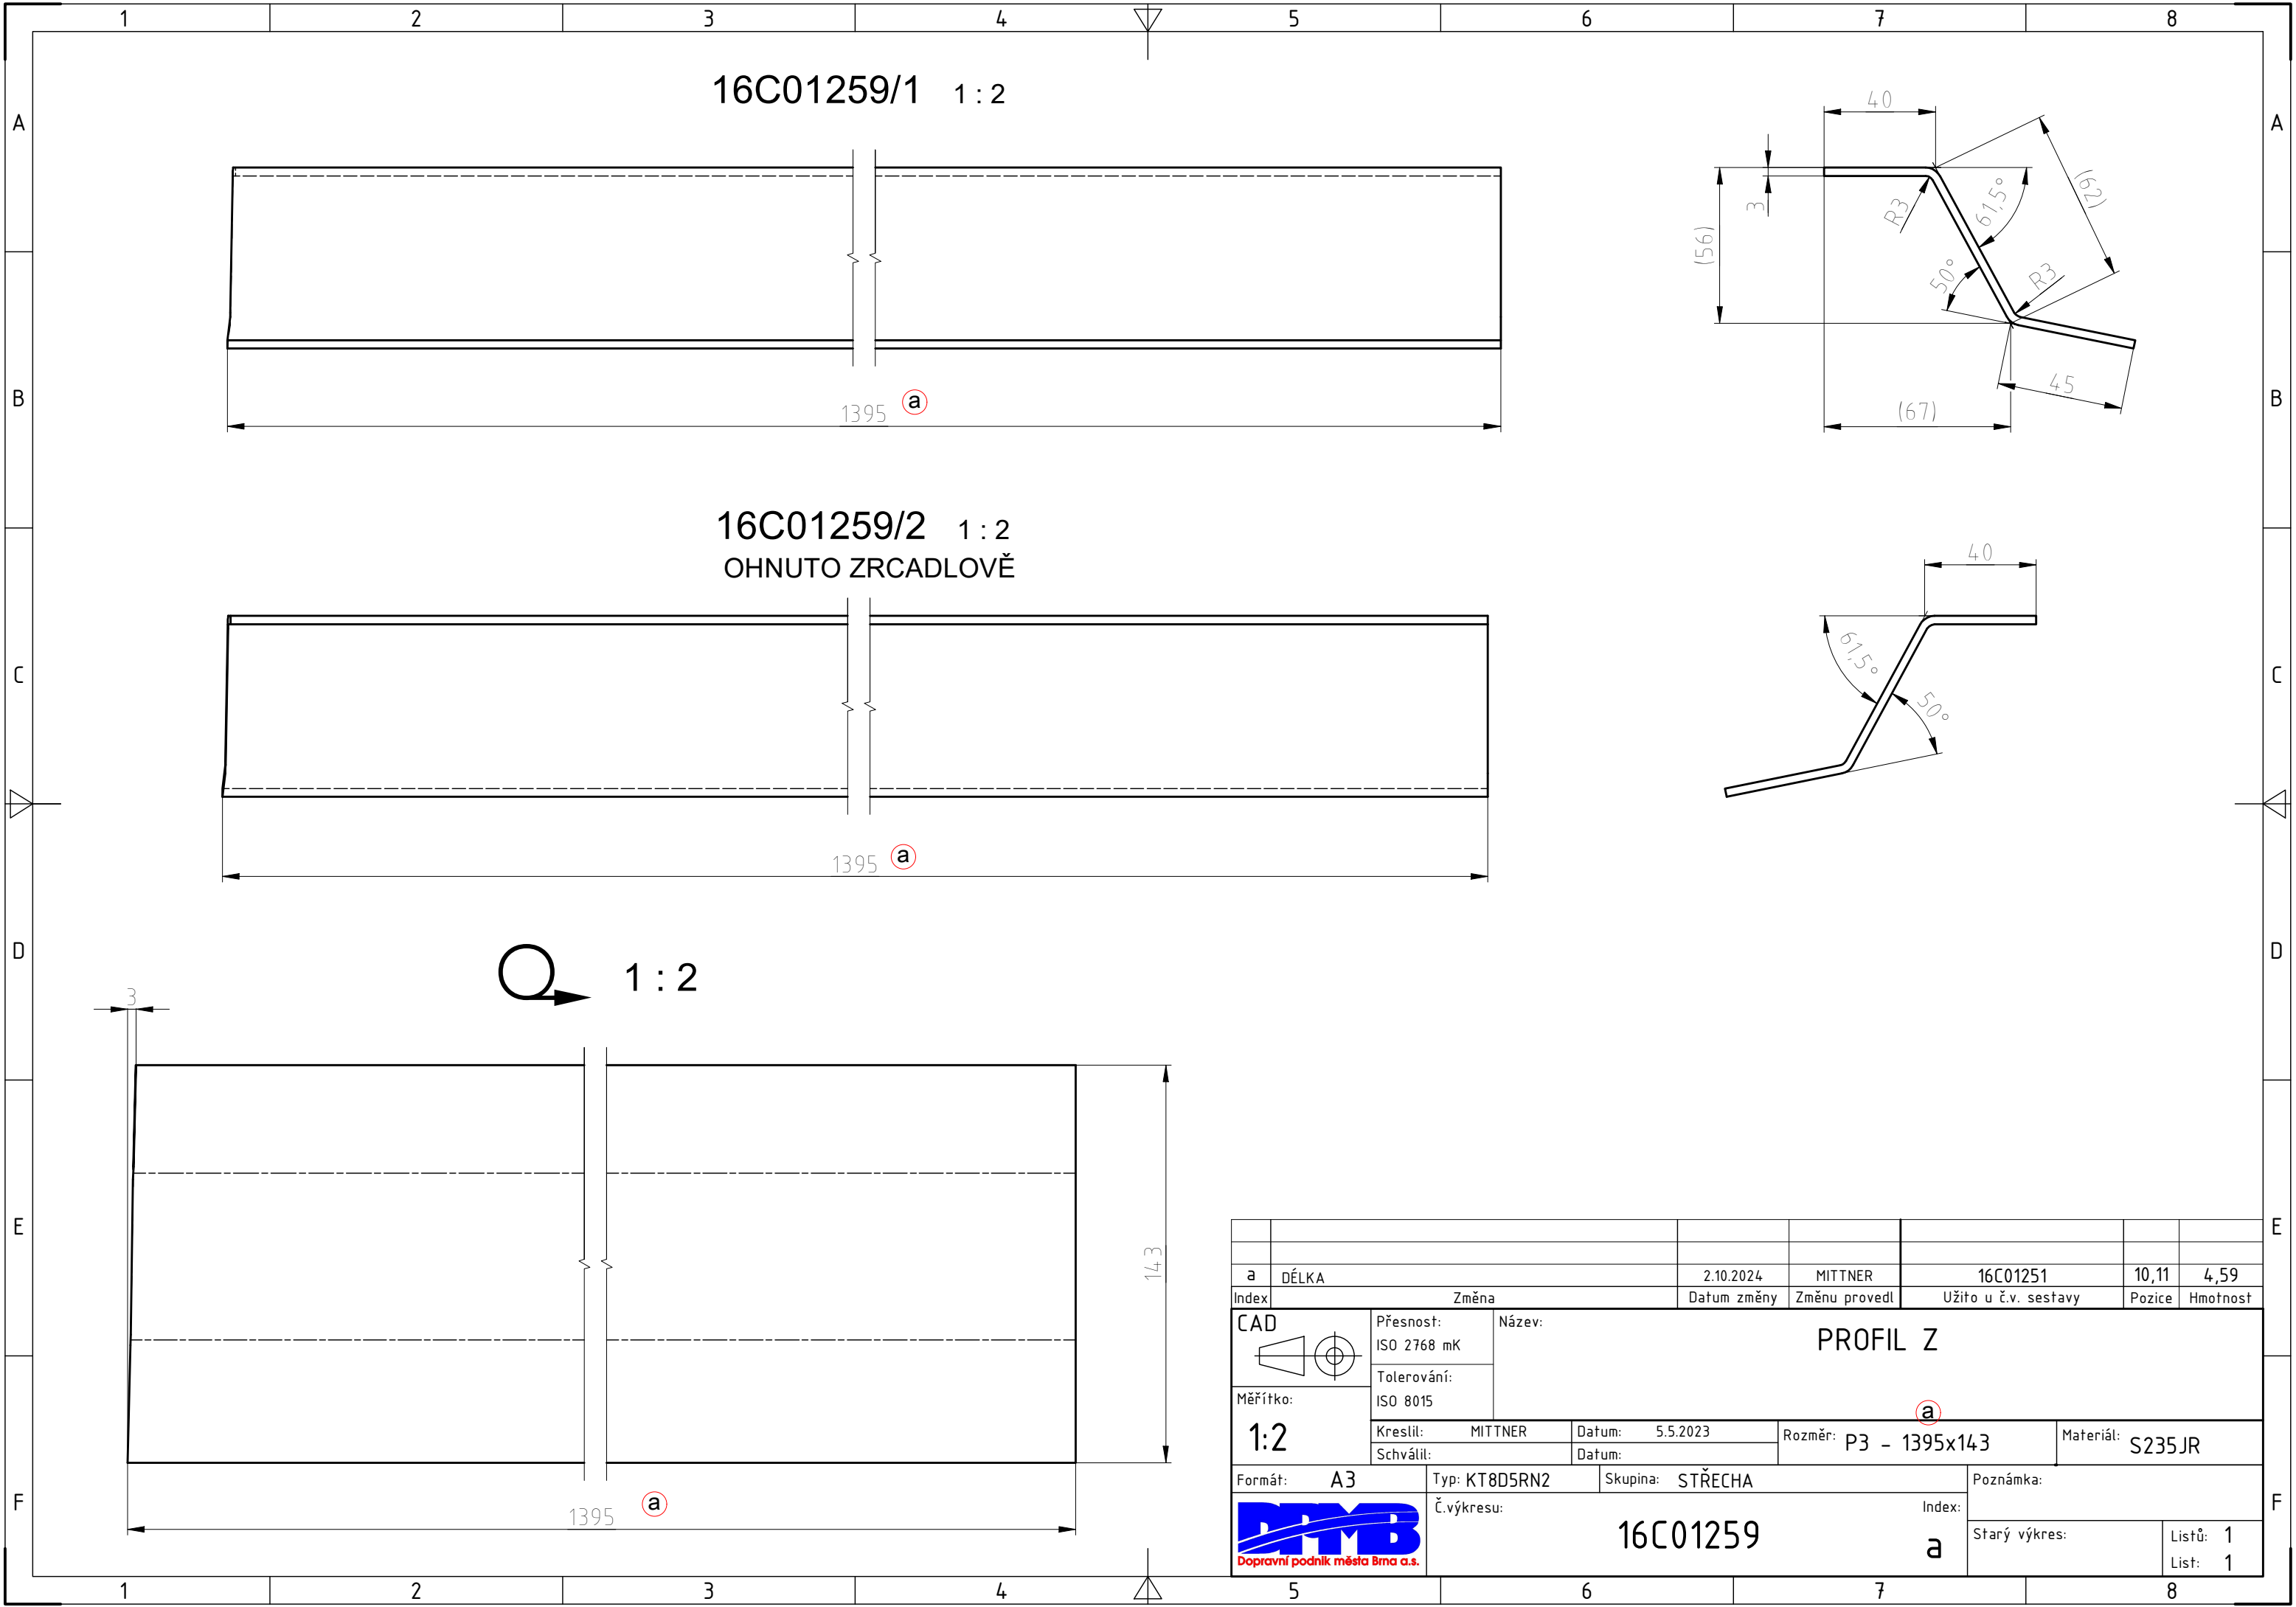 1 2 3 4 5 6 7 8
A
B
C
D
E
F
A
B
C
D
E
F
16C01259/1 1 : 2
1395 a
40
3
(56)
R3
61,5°
(62)
50°
R3
45
(67)
16C01259/2 1 : 2
OHNUTO ZRCADLOVĚ
1395 a
40
61,5°
50°
1 : 2
3
143
1395 a
a DÉLKA 2.10.2024 MITTNER 16C01251 10,11 4,59
Index Změna Datum změny Změnu provedl Užito u č.v. sestavy Pozice Hmotnost
CAD
Přesnost:
ISO 2768 mK
Tolerování:
ISO 8015
Název:
PROFIL Z
Měřítko:
1:2
a
Kreslil: MITTNER Datum: 5.5.2023
Schválil: Datum:
Rozměr: P3 - 1395x143
Materiál: S235JR
Formát: A3 Typ: KT8D5RN2 Skupina: STŘECHA Poznámka:
DPMB
Dopravní podnik města Brna a.s.
Č.výkresu:
16C01259
Index:
a
Starý výkres:
Listů: 1
List: 1
1 2 3 4 5 6 7 8